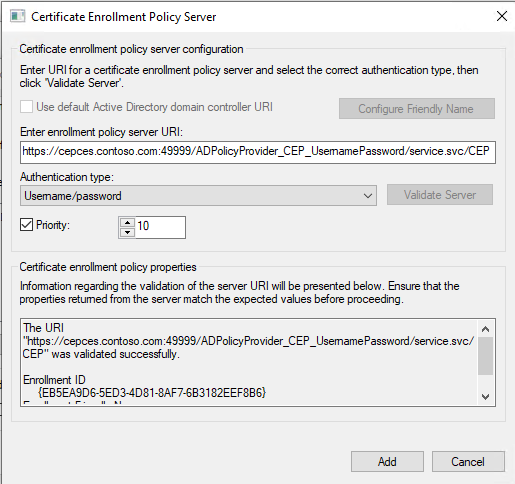 Certificate Enrollment Policy Server
Certificate enrollment policy server configuration
Enter URI for a certificate enrollment policy server and select the correct authentication type, then
click 'Validate Server'.
Use default Active Directory domain controller URI
Configure Friendly Name
Enter enrollment policy server URI:
https://cepces.contoso.com:49999/ADPolicyProvider_CEP_UsernamePassword/service.svc/CEP
Authentication type:
Username/password
Validate Server
Priority:
10
Certificate enrollment policy properties
Information regarding the validation of the server URI will be presented below. Ensure that the
properties returned from the server match the expected values before proceeding.
The URI
"https://cepces.contoso.com:49999/ADPolicyProvider_CEP_UsernamePassword/service.svc/
CEP" was validated successfully.
Enrollment ID
{EB5EA9D6-5ED3-4D81-8AF7-6B3182EEF8B6}
Add
Cancel